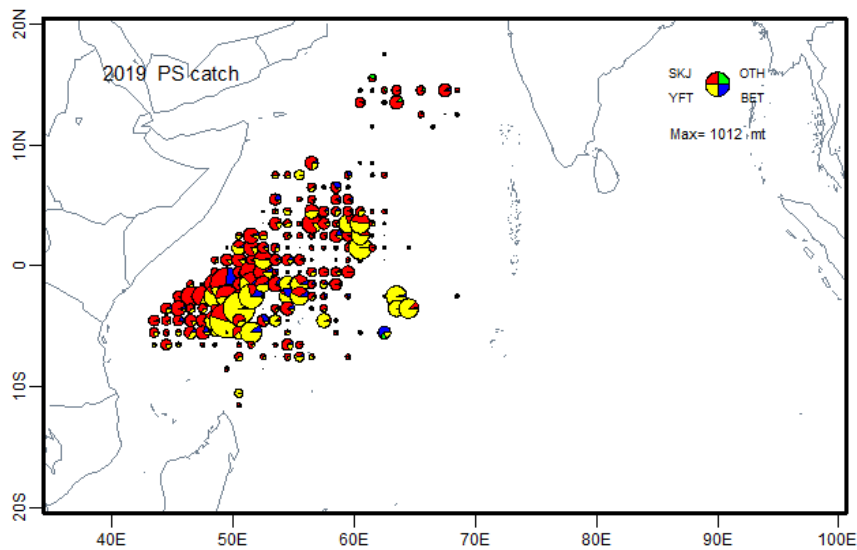 20N
10N
0
10S
20S
2019 PS catch
SKJ OTH
YFT BET
Max= 1012 mt
40E 50E 60E 70E 80E 90E 100E